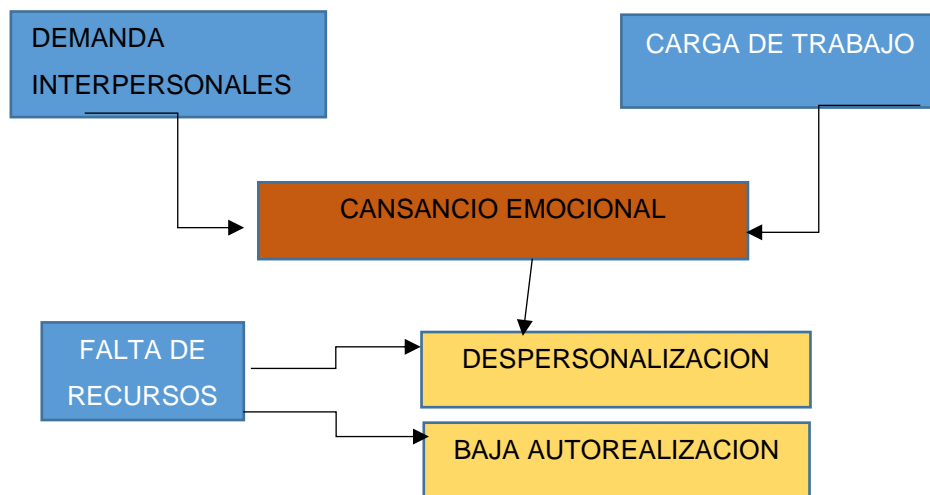 DEMANDA
INTERPERSONALES
CARGA DE TRABAJO
CANSANCIO EMOCIONAL
FALTA DE
RECURSOS
DESPERSONALIZACION
BAJA AUTOREALIZACION